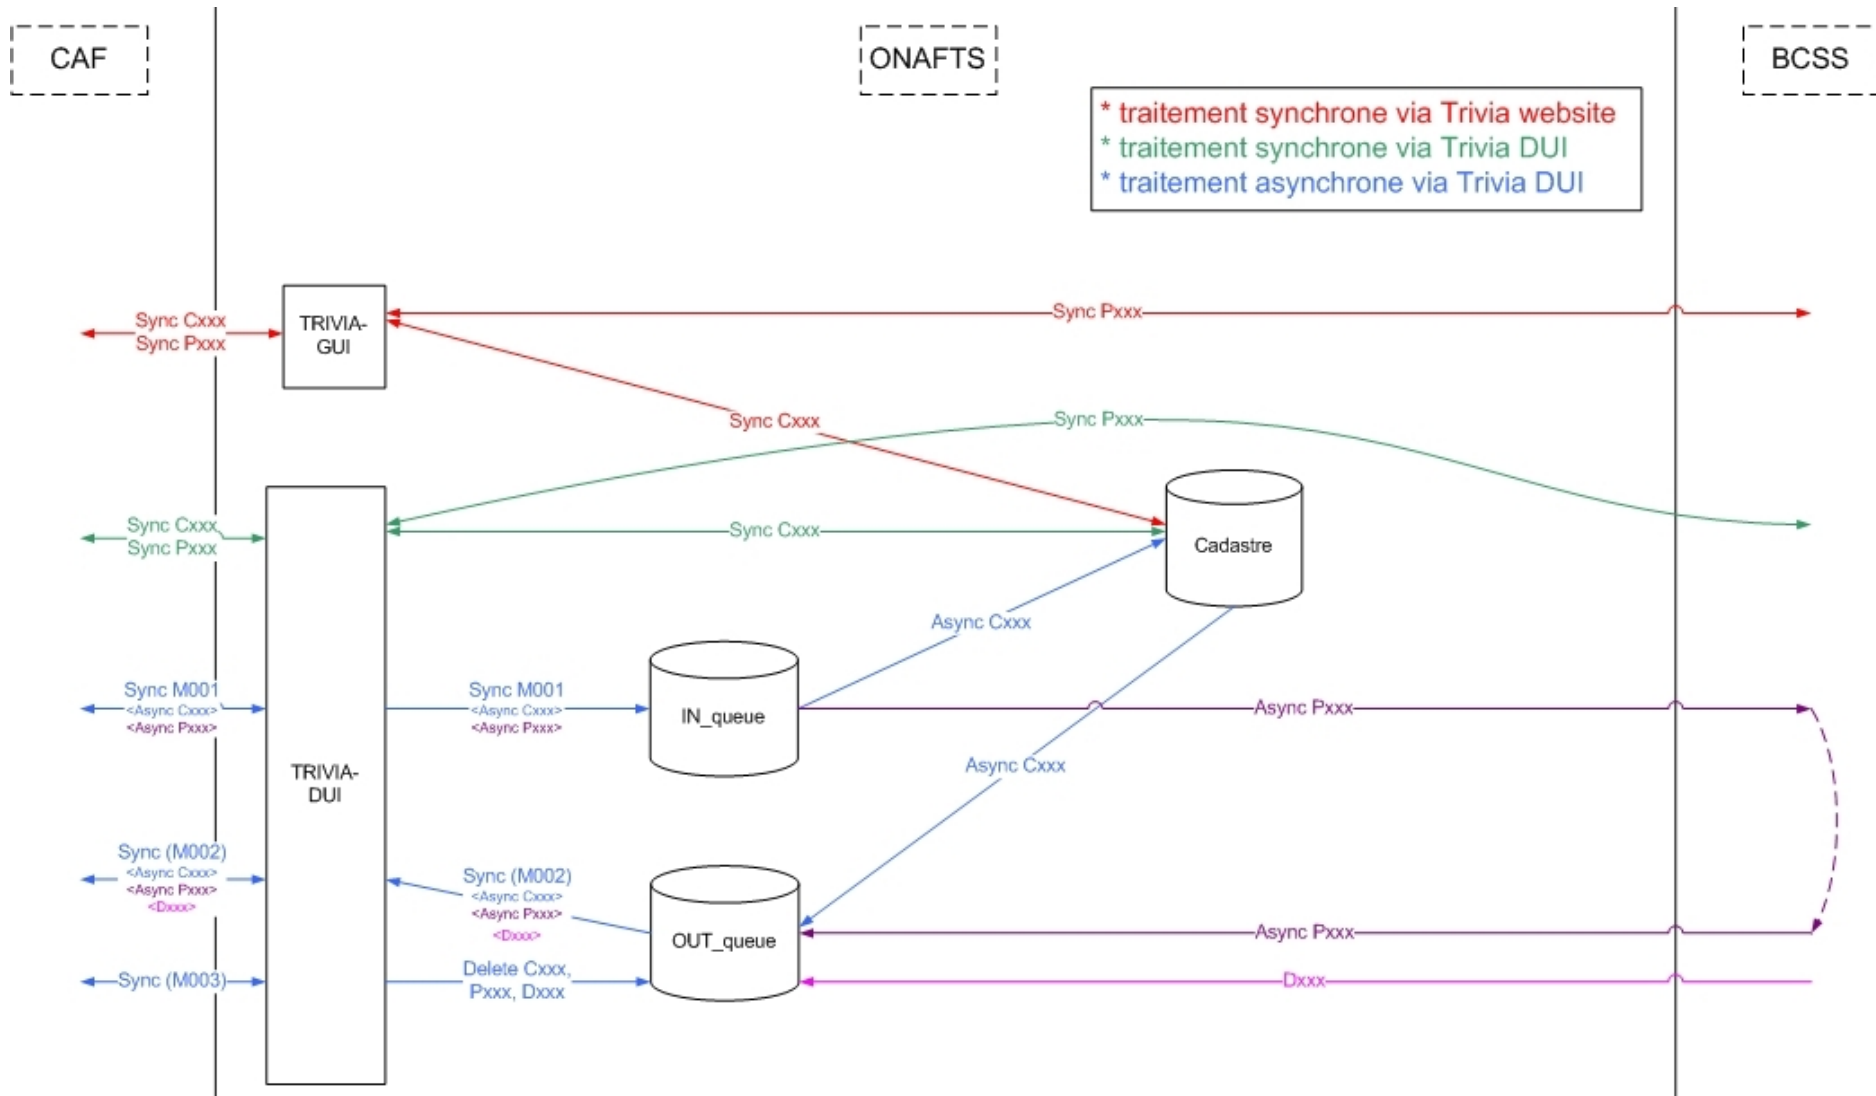 CAF
ONAFTS
BCSS
* traitement synchrone via Trivia website
* traitement synchrone via Trivia DUI
* traitement asynchrone via Trivia DUI
Sync Cxxx
Sync Pxxx
TRIVIA-
GUI
Sync Pxxx
Sync Cxxx
Sync Pxxx
Sync Cxxx
Sync Pxxx
Sync Cxxx
Cadastre
Async Cxxx
Sync M001
<Async Cxxx>
<Async Pxxx>
Sync M001
<Async Cxxx>
<Async Pxxx>
IN_queue
Async Pxxx
TRIVIA-
DUI
Async Cxxx
Sync (M002)
<Async Cxxx>
<Async Pxxx>
<Dxxx>
Sync (M002)
<Async Cxxx>
<Async Pxxx>
<Dxxx>
OUT_queue
Async Pxxx
Sync (M003)
Delete Cxxx,
Pxxx, Dxxx
Dxxx